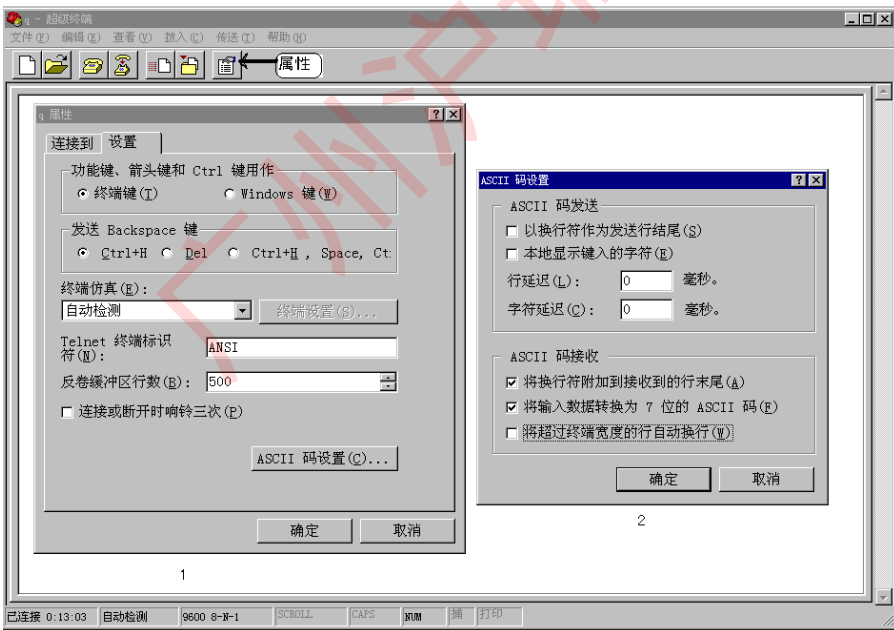 q - 超级终端
文件(F) 编辑(E) 查看(V) 拨入(C) 传送(T) 帮助(H)
属性
q 属性
连接到 设置
功能键、箭头键和 Ctrl 键用作
终端键(T) Windows 键(W)
发送 Backspace 键
Ctrl+H Del Ctrl+H , Space, Ct
终端仿真(E):
自动检测 终端设置(S)...
Telnet 终端标识
符(N): ANSI
反卷缓冲区行数(B): 500
连接或断开时响铃三次(P)
ASCII 码设置(C)...
确定 取消
1
ASCII 码设置
ASCII 码发送
以换行符作为发送行结尾(S)
本地显示键入的字符(E)
行延迟(L): 0 毫秒。
字符延迟(C): 0 毫秒。
ASCII 码接收
将换行符附加到接收到的行末尾(A)
将输入数据转换为 7 位的 ASCII 码(F)
将超过终端宽度的行自动换行(W)
确定 取消
2
已连接 0:13:03 自动检测 9600 8-N-1 SCROLL CAPS NUM 捕 打印
广州沪瑞